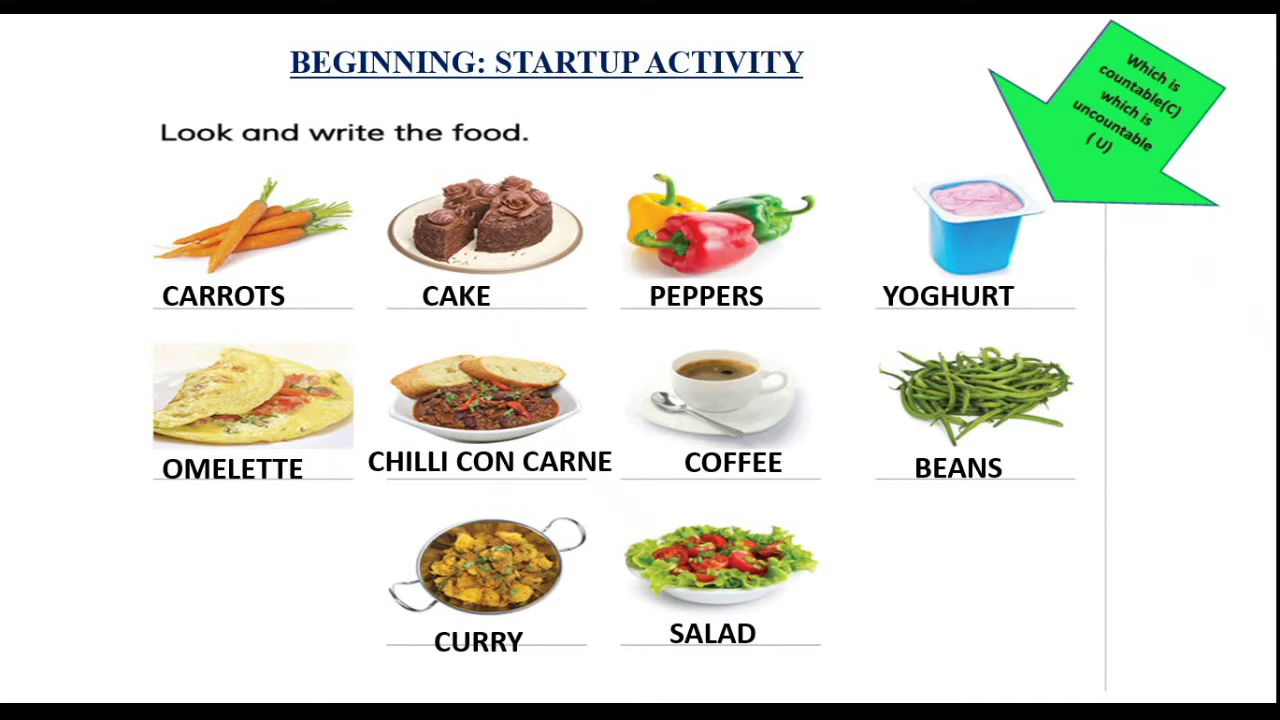 BEGINNING: STARTUP ACTIVITY
Which is
countable(C)
which is
uncountable
( U)
Look and write the food.
CARROTS
CAKE
PEPPERS
YOGHURT
OMELETTE
CHILLI CON CARNE
COFFEE
BEANS
CURRY
SALAD